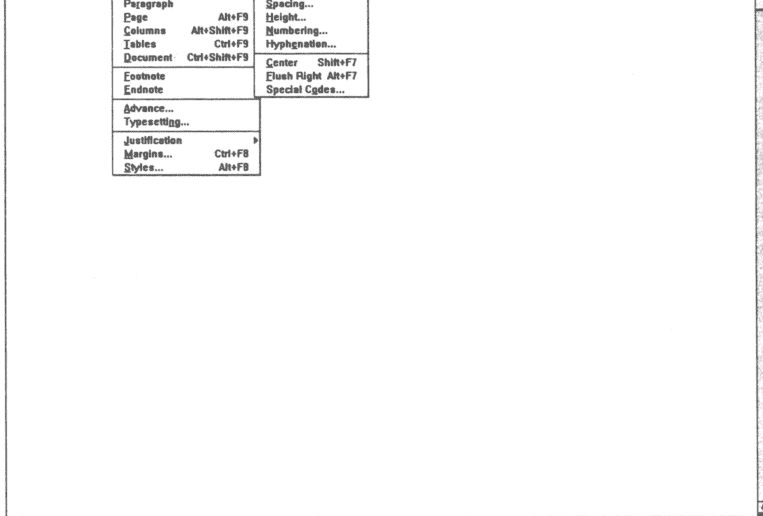 Paragraph
Page Alt+F9
Columns Alt+Shift+F9
Tables Ctrl+F9
Document Ctrl+Shift+F9
Footnote
Endnote
Advance...
Typesetting...
Justification
Margins... Ctrl+F8
Styles... Alt+F8
Spacing...
Height...
Numbering...
Hyphenation...
Center Shift+F7
Flush Right Alt+F7
Special Codes...